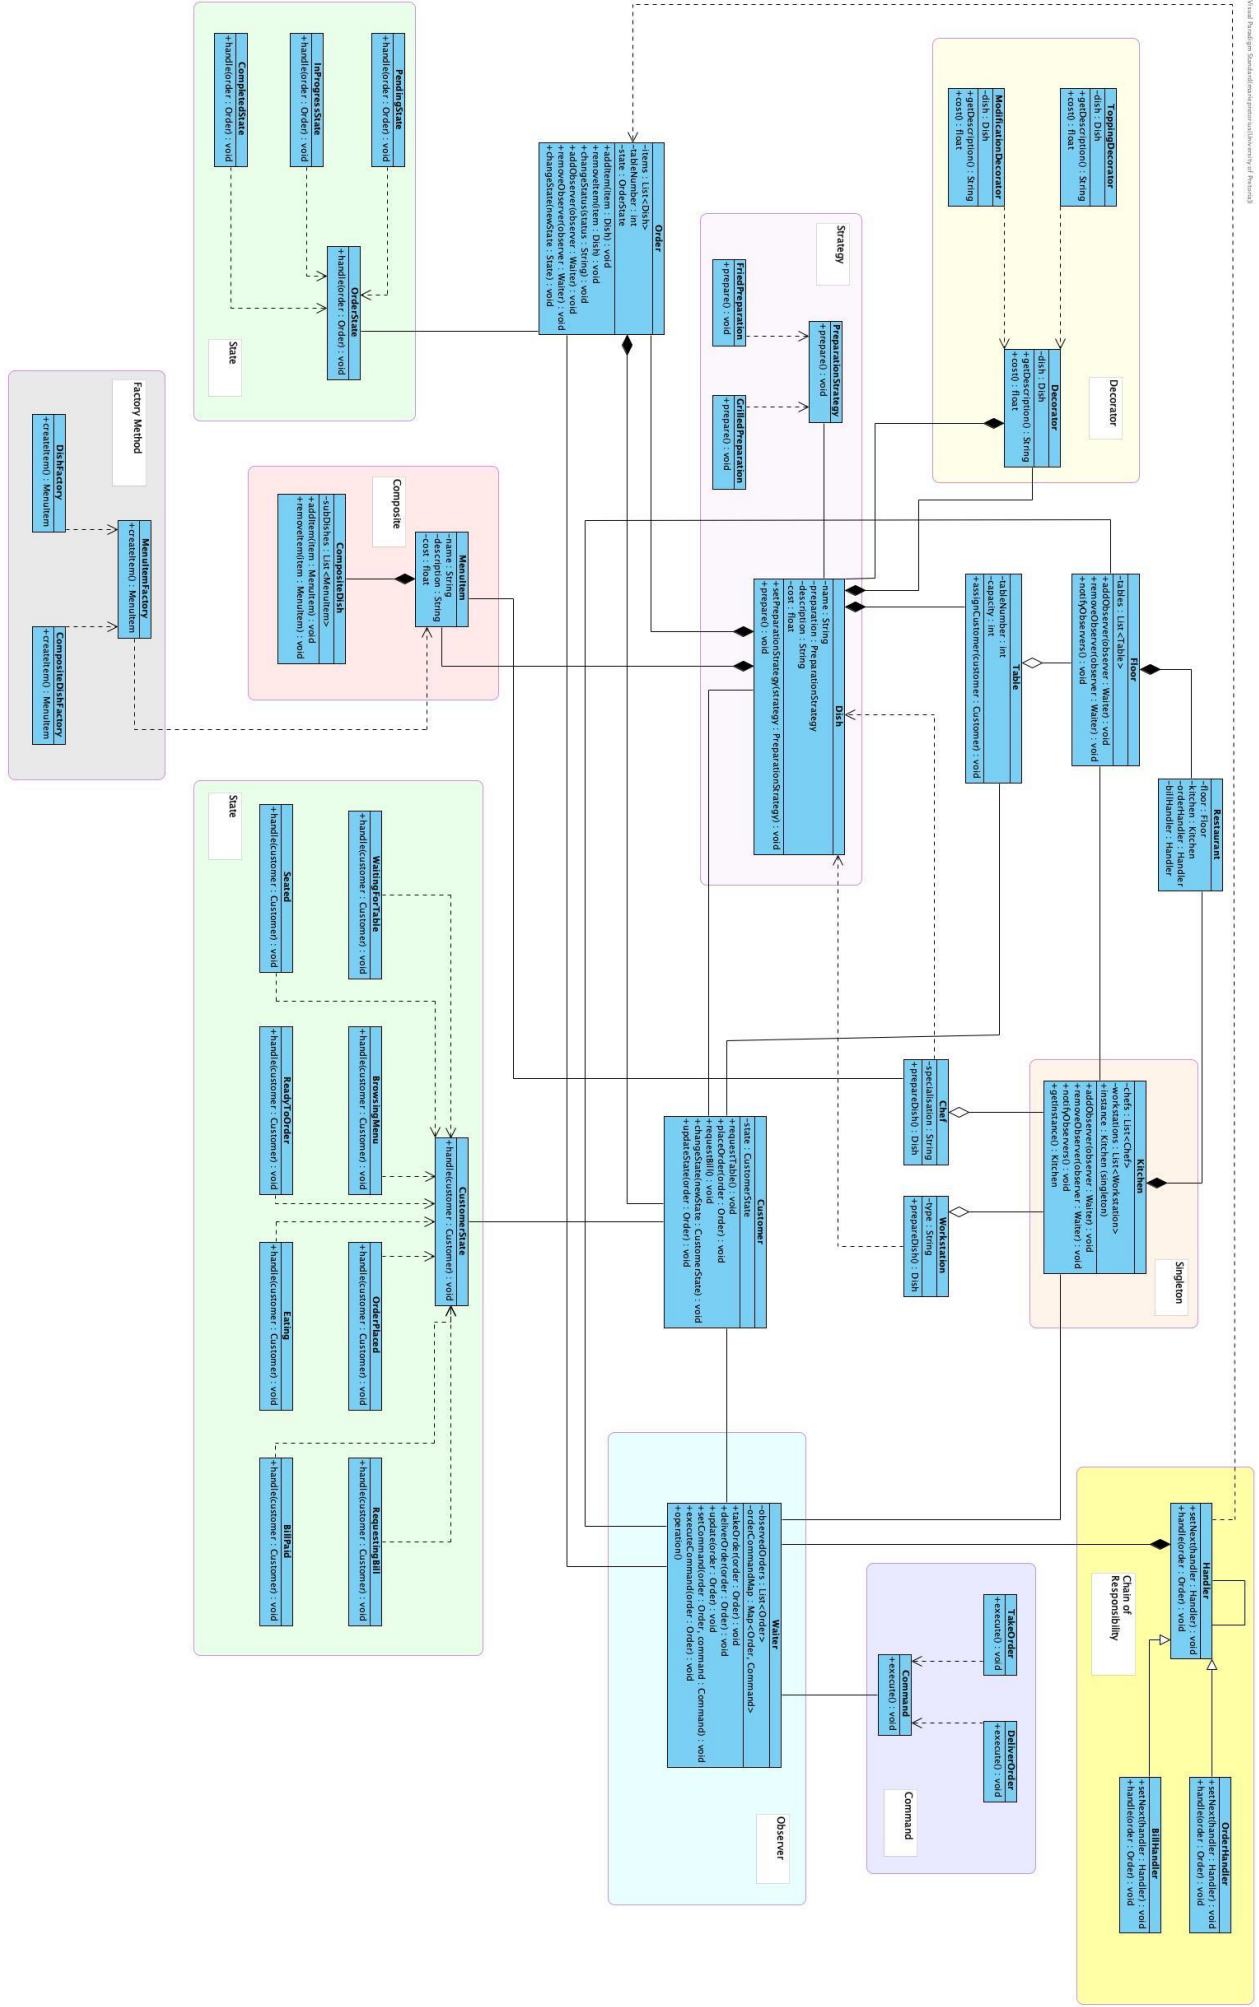 Visual Paradigm Standard(marlepretorius(University of Pretoria))
Decorator
ToppingDecorator
-dish : Dish
+getDescription() : String
+cost() : float
ModificationDecorator
-dish : Dish
+getDescription() : String
+cost() : float
Decorator
-dish : Dish
+getDescription() : String
+cost() : float
Floor
-tables : List<Table>
+addObserver(observer : Waiter) : void
+removeObserver(observer : Waiter) : void
+notifyObservers() : void
Restaurant
-floor : Floor
-kitchen : Kitchen
-orderHandler : Handler
-billHandler : Handler
Table
-tableNumber : int
-capacity : int
+assignCustomer(customer : Customer) : void
Singleton
Kitchen
-chefs : List<Chef>
-workstations : List<Workstation>
+instance : Kitchen (singleton)
+addObserver(observer : Waiter) : void
+removeObserver(observer : Waiter) : void
+notifyObservers() : void
+getInstance() : Kitchen
Chef
-specialisation : String
+prepareDish() : Dish
Workstation
-type : String
+prepareDish() : Dish
Handler
+setNext(handler : Handler) : void
+handle(order : Order) : void
Chain of
Responsibility
OrderHandler
+setNext(handler : Handler) : void
+handle(order : Order) : void
BillHandler
+setNext(handler : Handler) : void
+handle(order : Order) : void
TakeOrder
+execute() : void
DeliverOrder
+execute() : void
Command
+execute() : void
Command
Strategy
PreparationStrategy
+prepare() : void
FriedPreparation
+prepare() : void
GrilledPreparation
+prepare() : void
Dish
-name : String
-preparation : PreparationStrategy
-description : String
-cost : float
+setPreparationStrategy(strategy : PreparationStrategy) : void
+prepare() : void
Order
-items : List<Dish>
-tableNumber : int
-state : OrderState
+addItem(item : Dish) : void
+removeItem(item : Dish) : void
+changeStatus(status : String) : void
+addObserver(observer : Waiter) : void
+removeObserver(observer : Waiter) : void
+changeState(newState : State) : void
Customer
-state : CustomerState
+requestTable() : void
+placeOrder(order : Order) : void
+requestBill() : void
+changeState(newState : CustomerState) : void
+updateState(order : Order) : void
Waiter
-observedOrders : List<Order>
-orderCommandMap : Map<Order, Command>
+takeOrder(order : Order) : void
+deliverOrder(order : Order) : void
+update(order : Order) : void
+setCommand(order : Order, command : Command) : void
+executeCommand(order : Order) : void
+operation()
Observer
PendingState
+handle(order : Order) : void
InProgressState
+handle(order : Order) : void
CompletedState
+handle(order : Order) : void
OrderState
+handle(order : Order) : void
State
Composite
MenuItem
-name : String
-description : String
-cost : float
CompositeDish
-subDishes : List <MenuItem>
+addItem(item : MenuItem) : void
+removeItem(item : MenuItem) : void
Factory Method
MenuItemFactory
+createItem() : MenuItem
DishFactory
+createItem() : MenuItem
CompositeDishFactory
+createItem() : MenuItem
State
CustomerState
+handle(customer : Customer) : void
WaitingForTable
+handle(customer : Customer) : void
BrowsingMenu
+handle(customer : Customer) : void
OrderPlaced
+handle(customer : Customer) : void
RequestingBill
+handle(customer : Customer) : void
Seated
+handle(customer : Customer) : void
ReadyToOrder
+handle(customer : Customer) : void
Eating
+handle(customer : Customer) : void
BillPaid
+handle(customer : Customer) : void